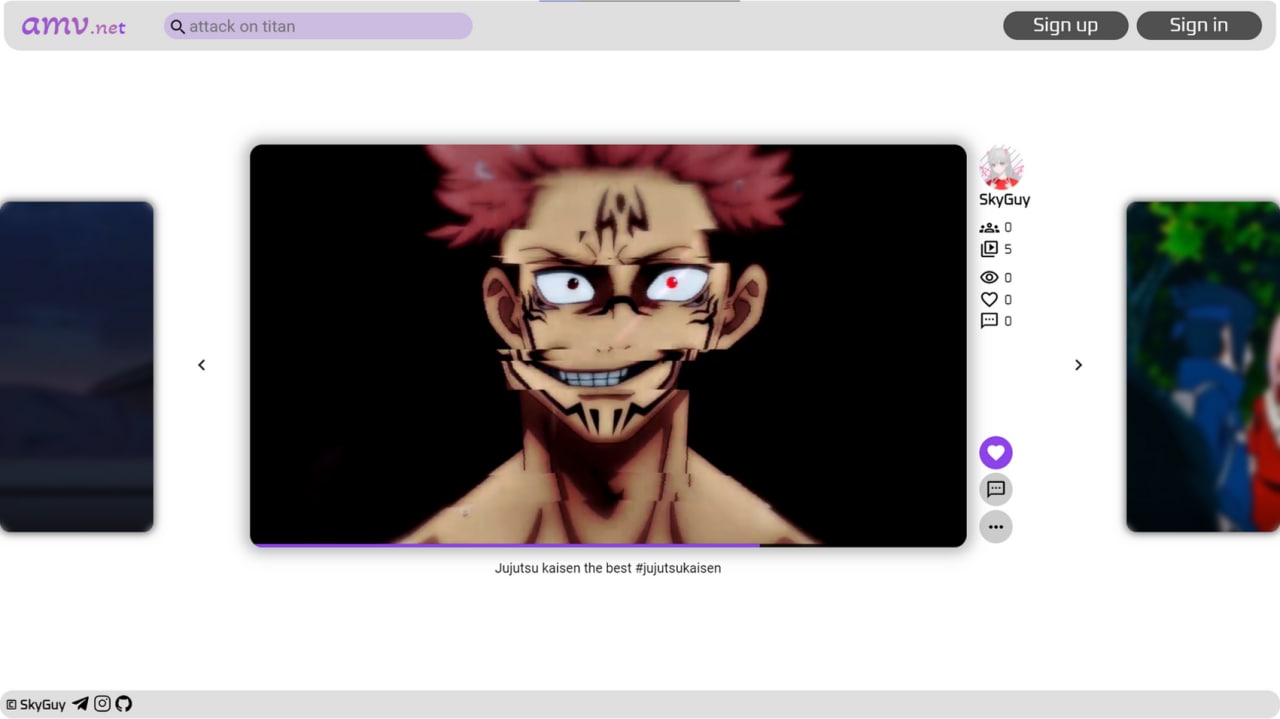 amv.net
attack on titan
Sign up
Sign in
SkyGuy
0
5
0
0
0
Jujutsu kaisen the best #jujutsukaisen
© SkyGuy